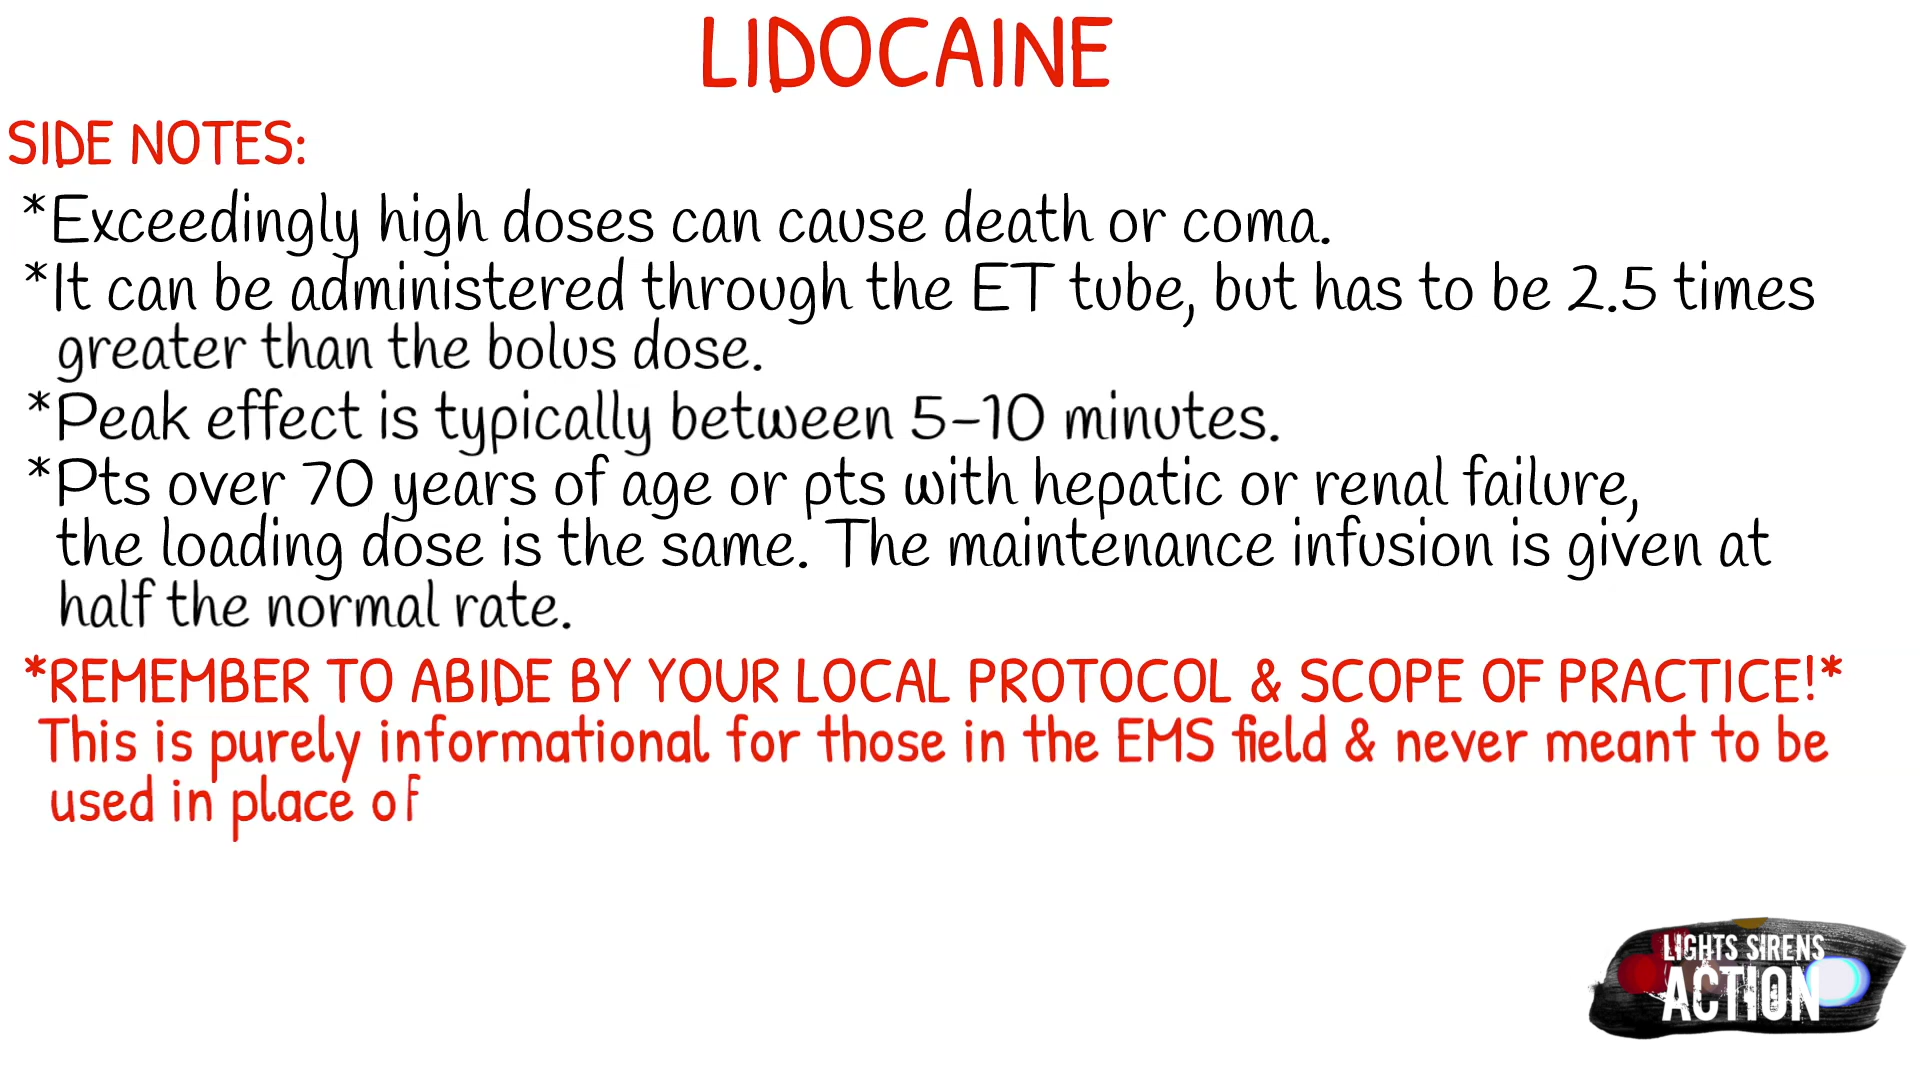 LIDOCAINE
SIDE NOTES:
*Exceedingly high doses can cause death or coma.
*It can be administered through the ET tube, but has to be 2.5 times
greater than the bolus dose.
*Peak effect is typically between 5-10 minutes.
*Pts over 70 years of age or pts with hepatic or renal failure,
the loading dose is the same. The maintenance infusion is given at
half the normal rate.
*REMEMBER TO ABIDE BY YOUR LOCAL PROTOCOL & SCOPE OF PRACTICE!*
This is purely informational for those in the EMS field & never meant to be
used in place of
LIGHTS SIRENS
ACTION